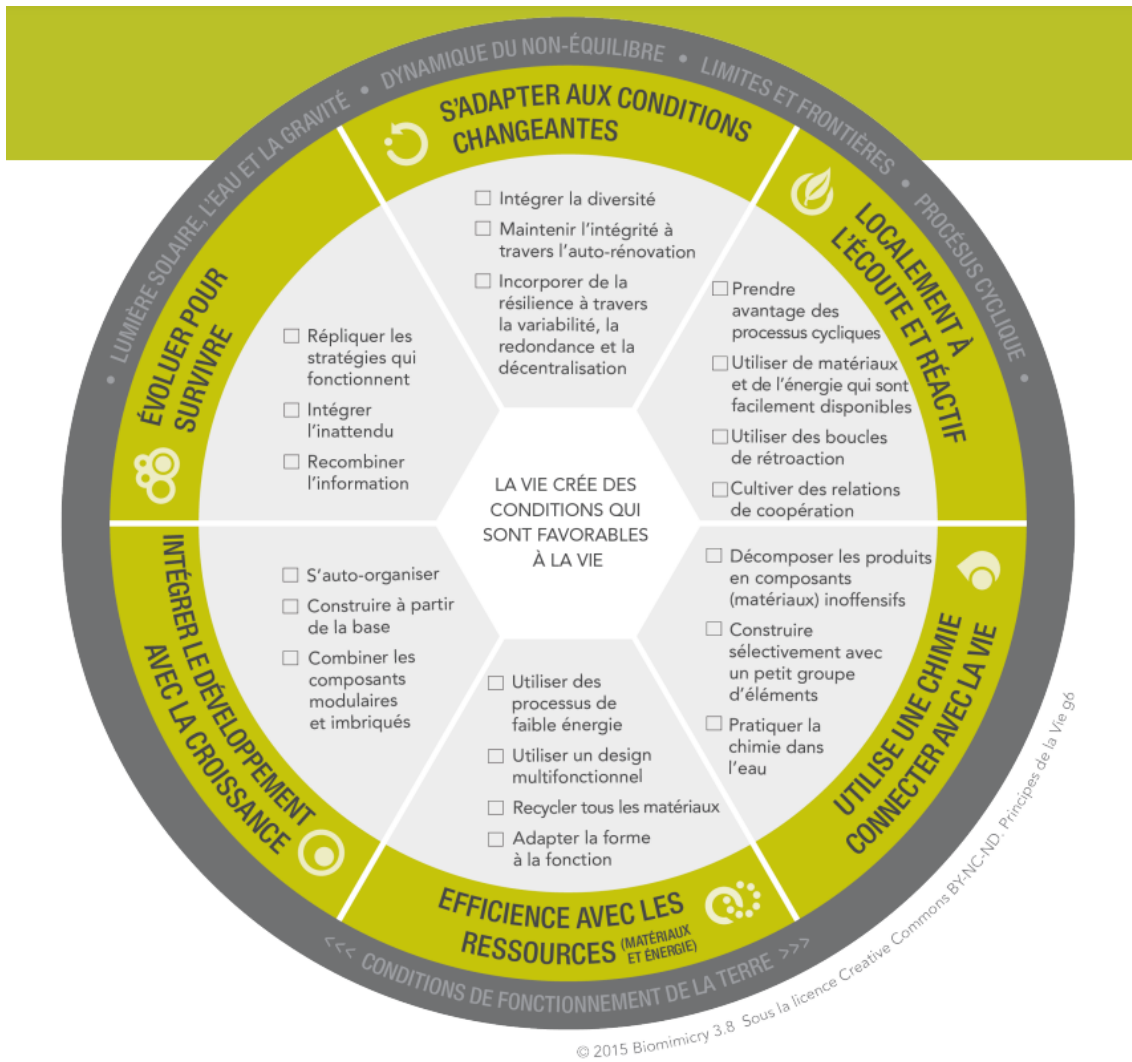 • LUMIÈRE SOLAIRE, L'EAU ET LA GRAVITÉ • DYNAMIQUE DU NON-ÉQUILIBRE • LIMITES ET FRONTIÈRES • PROCÉSUS CYCLIQUE •
S'ADAPTER AUX CONDITIONS
CHANGEANTES
☐ Intégrer la diversité
☐ Maintenir l'intégrité à
travers l'auto-rénovation
☐ Incorporer de la
résilience à travers
la variabilité, la
redondance et la
décentralisation
LOCALEMENT À
L'ÉCOUTE ET RÉACTIF
☐ Prendre
avantage des
processus cycliques
☐ Utiliser de matériaux
et de l'énergie qui sont
facilement disponibles
☐ Utiliser des boucles
de rétroaction
☐ Cultiver des relations
de coopération
UTILISE UNE CHIMIE
CONNECTER AVEC LA VIE
☐ Décomposer les produits
en composants
(matériaux) inoffensifs
☐ Construire
sélectivement avec
un petit groupe
d'éléments
☐ Pratiquer la
chimie dans
l'eau
EFFICIENCE AVEC LES
RESSOURCES (MATÉRIAUX
ET ÉNERGIE)
☐ Utiliser des
processus de
faible énergie
☐ Utiliser un design
multifonctionnel
☐ Recycler tous les matériaux
☐ Adapter la forme
à la fonction
INTÉGRER LE DÉVELOPPEMENT
AVEC LA CROISSANCE
☐ S'auto-organiser
☐ Construire à partir
de la base
☐ Combiner les
composants
modulaires
et imbriqués
ÉVOLUER POUR
SURVIVRE
☐ Répliquer les
stratégies qui
fonctionnent
☐ Intégrer
l'inattendu
☐ Recombiner
l'information
LA VIE CRÉE DES
CONDITIONS QUI
SONT FAVORABLES
À LA VIE
<<< CONDITIONS DE FONCTIONNEMENT DE LA TERRE >>>
© 2015 Biomimicry 3.8 Sous la licence Creative Commons BY-NC-ND. Principes de la Vie g6